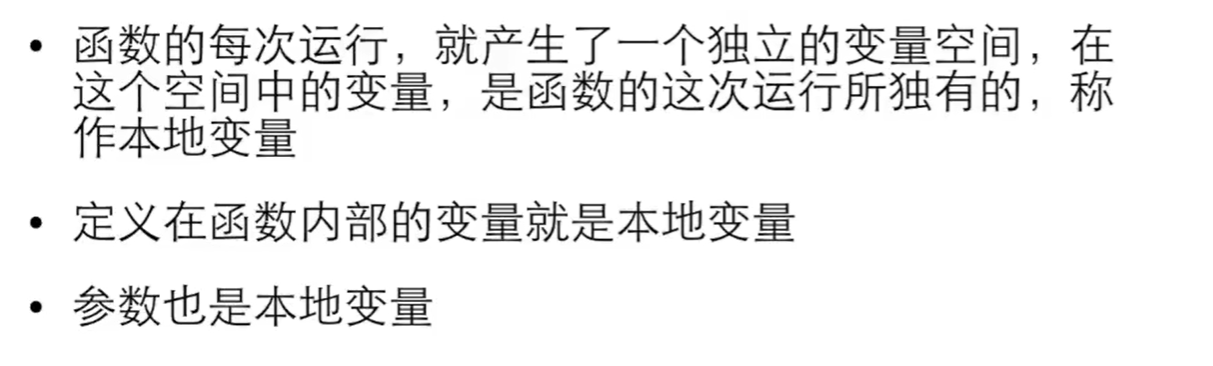 • 函数的每次运行，就产生了一个独立的变量空间，在
这个空间中的变量，是函数的这次运行所独有的，称
作本地变量
• 定义在函数内部的变量就是本地变量
• 参数也是本地变量